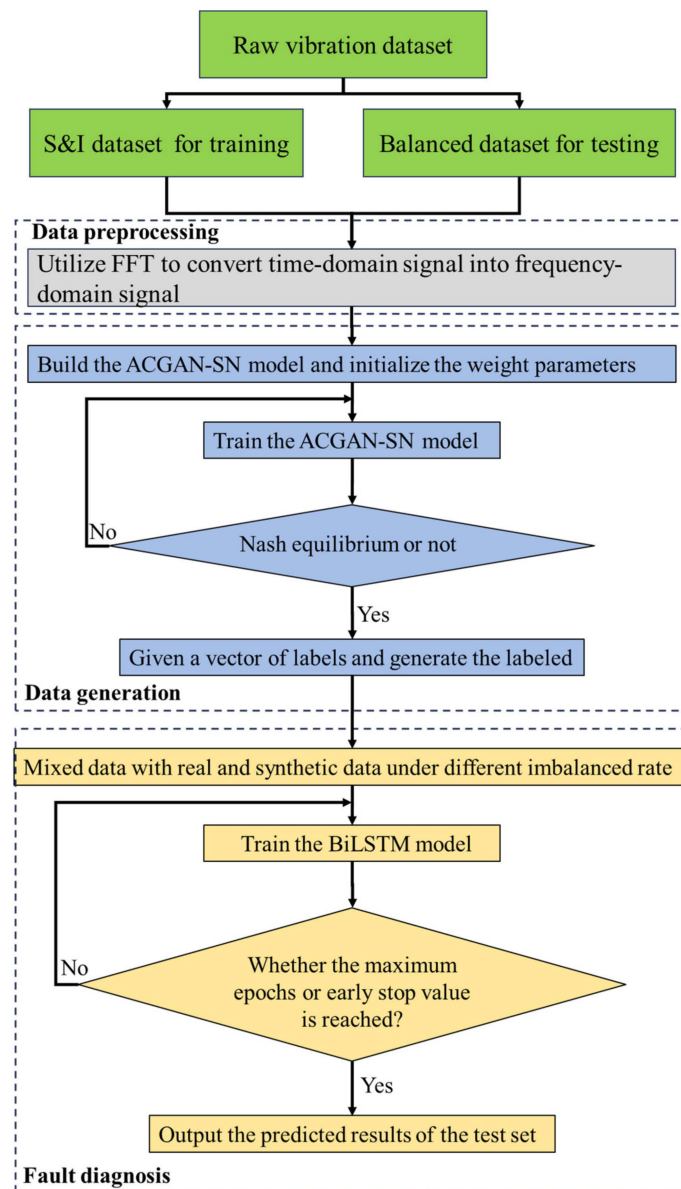 Raw vibration dataset
S&I dataset for training
Balanced dataset for testing
Data preprocessing
Utilize FFT to convert time-domain signal into frequency-
domain signal
Build the ACGAN-SN model and initialize the weight parameters
Train the ACGAN-SN model
No
Nash equilibrium or not
Yes
Given a vector of labels and generate the labeled
Data generation
Mixed data with real and synthetic data under different imbalanced rate
Train the BiLSTM model
No
Whether the maximum
epochs or early stop value
is reached?
Yes
Output the predicted results of the test set
Fault diagnosis